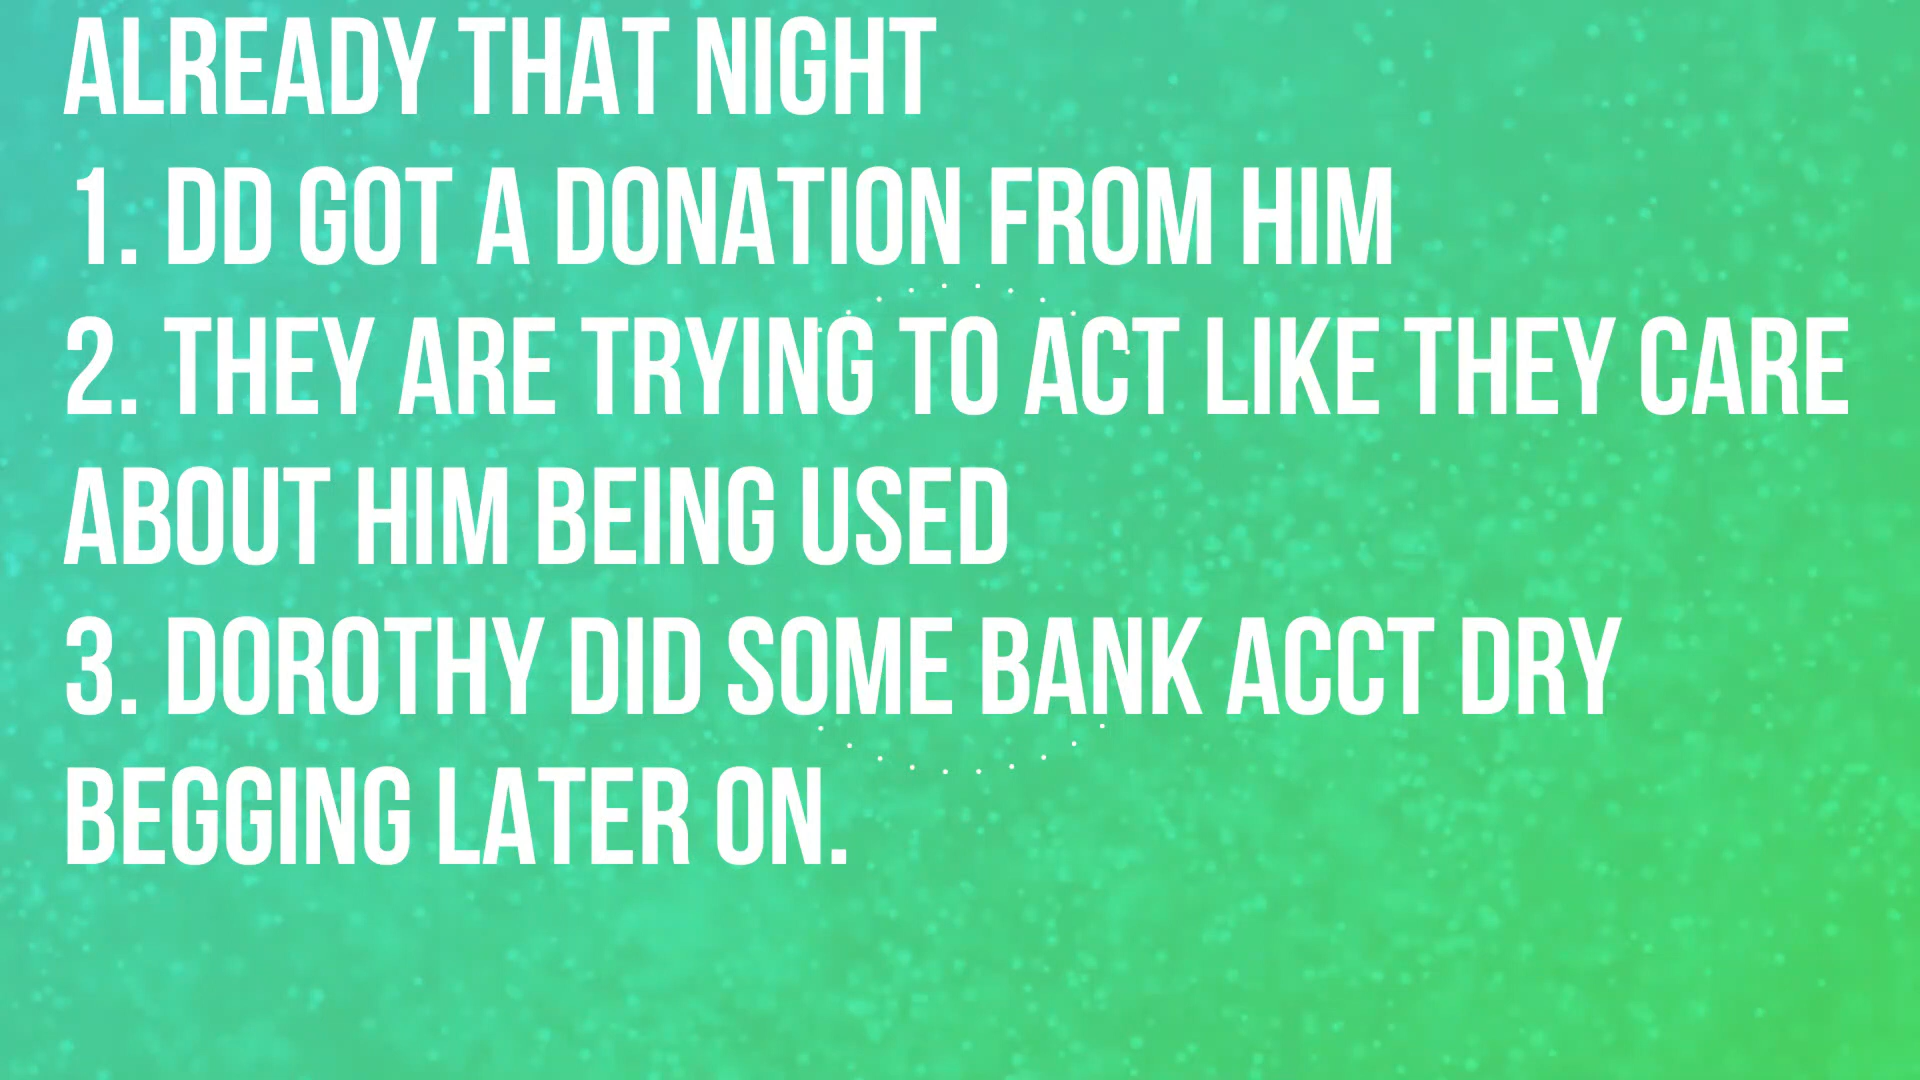 ALREADY THAT NIGHT
1. DD GOT A DONATION FROM HIM
2. THEY ARE TRYING TO ACT LIKE THEY CARE
ABOUT HIM BEING USED
3. DOROTHY DID SOME BANK ACCT DRY
BEGGING LATER ON.